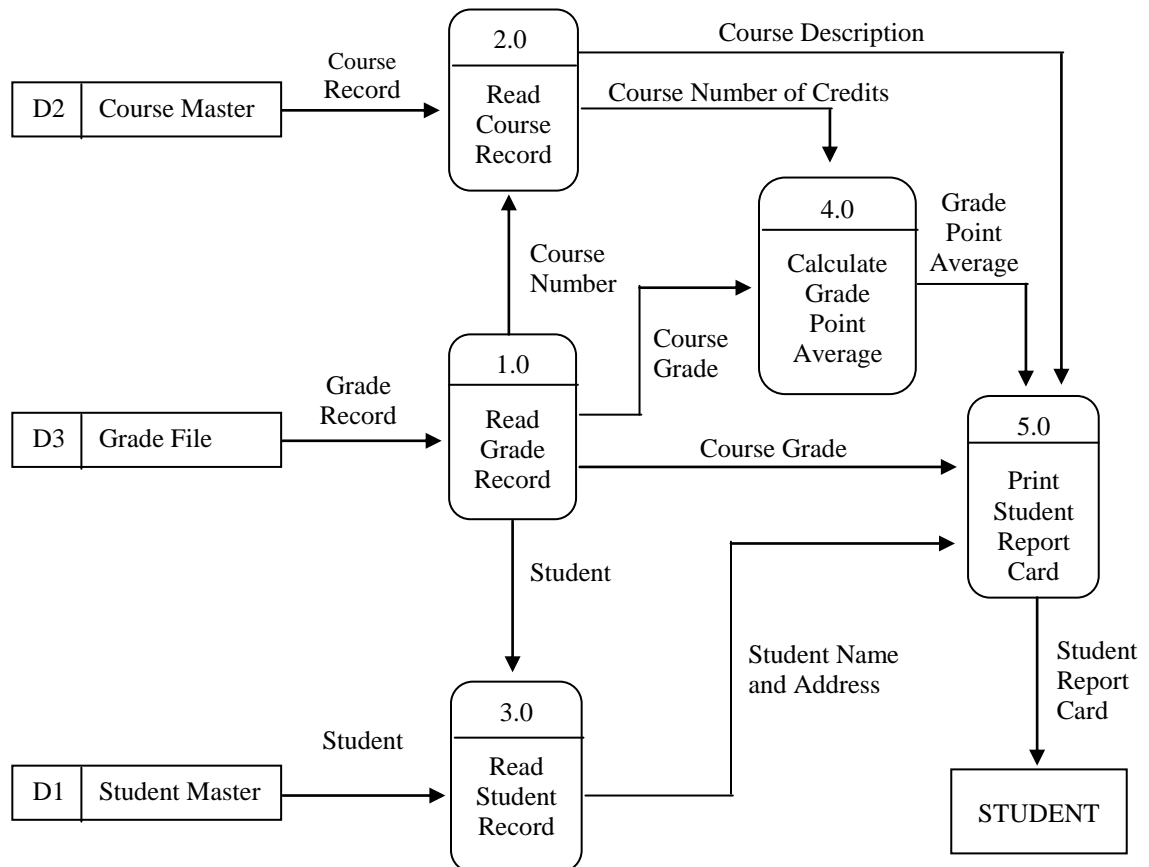 2.0
Course Description
Course
Record
D2 Course Master
Read
Course
Record
Course Number of Credits
4.0
Grade
Point
Average
Course
Number
Calculate
Grade
Point
Average
1.0
Course
Grade
Grade
Record
D3 Grade File
Read
Grade
Record
Course Grade
5.0
Print
Student
Report
Card
Student
Student Name
and Address
Student
Report
Card
3.0
Student
D1 Student Master
Read
Student
Record
STUDENT